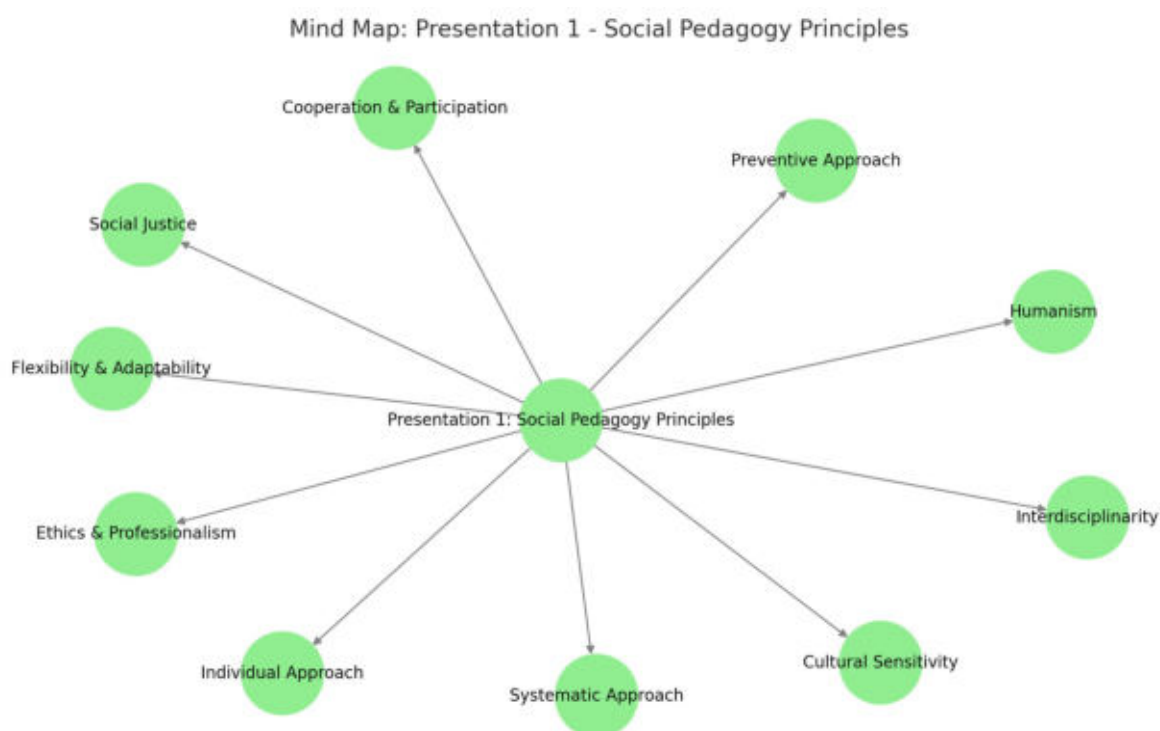 Mind Map: Presentation 1 - Social Pedagogy Principles
Cooperation & Participation
Preventive Approach
Social Justice
Humanism
Flexibility & Adaptability
Presentation 1: Social Pedagogy Principles
Interdisciplinarity
Ethics & Professionalism
Cultural Sensitivity
Individual Approach
Systematic Approach